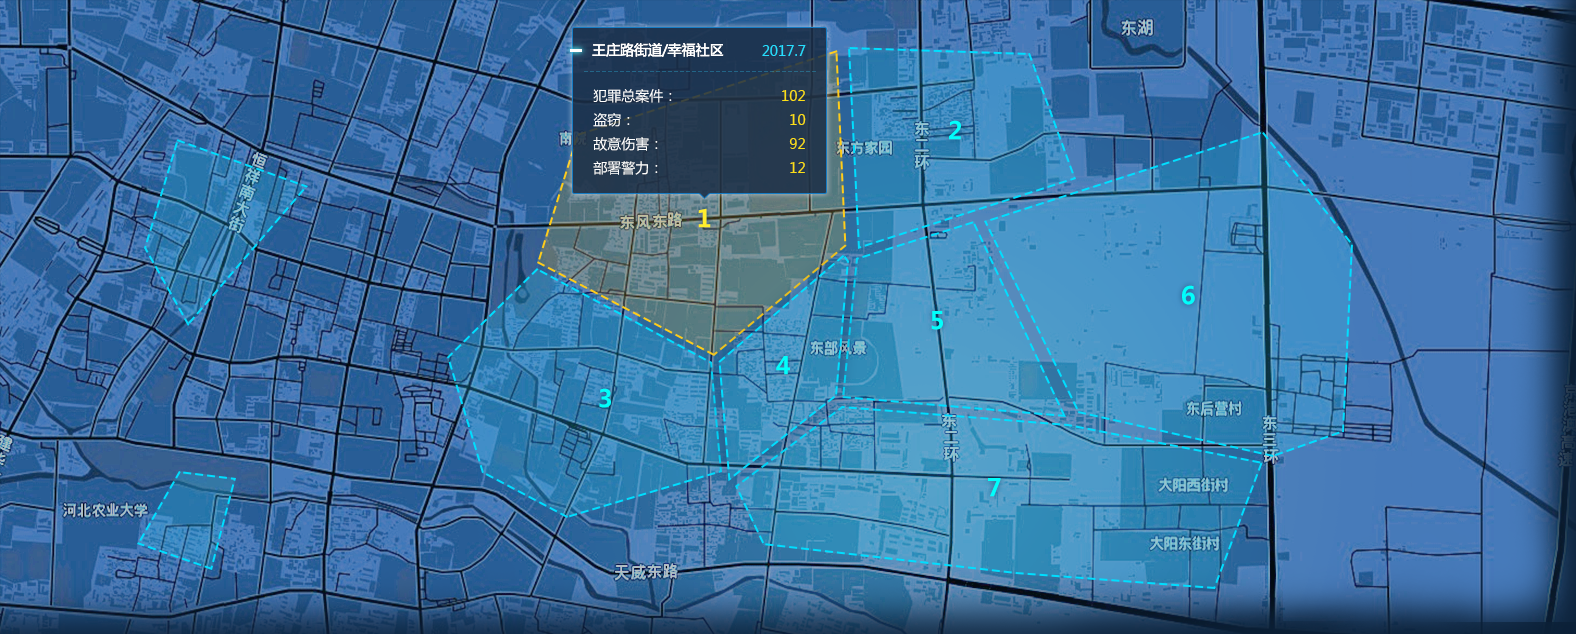 东湖
王庄路街道/幸福社区 2017.7
犯罪总案件： 102
盗窃： 10
故意伤害： 92
部署警力： 12
2
东二环
东方家园
恒祥南大街
东风东路
1
6
5
东部风景
4
3
东后营村
东二环
东三环
7
大阳西街村
河北农业大学
大阳东街村
天威东路